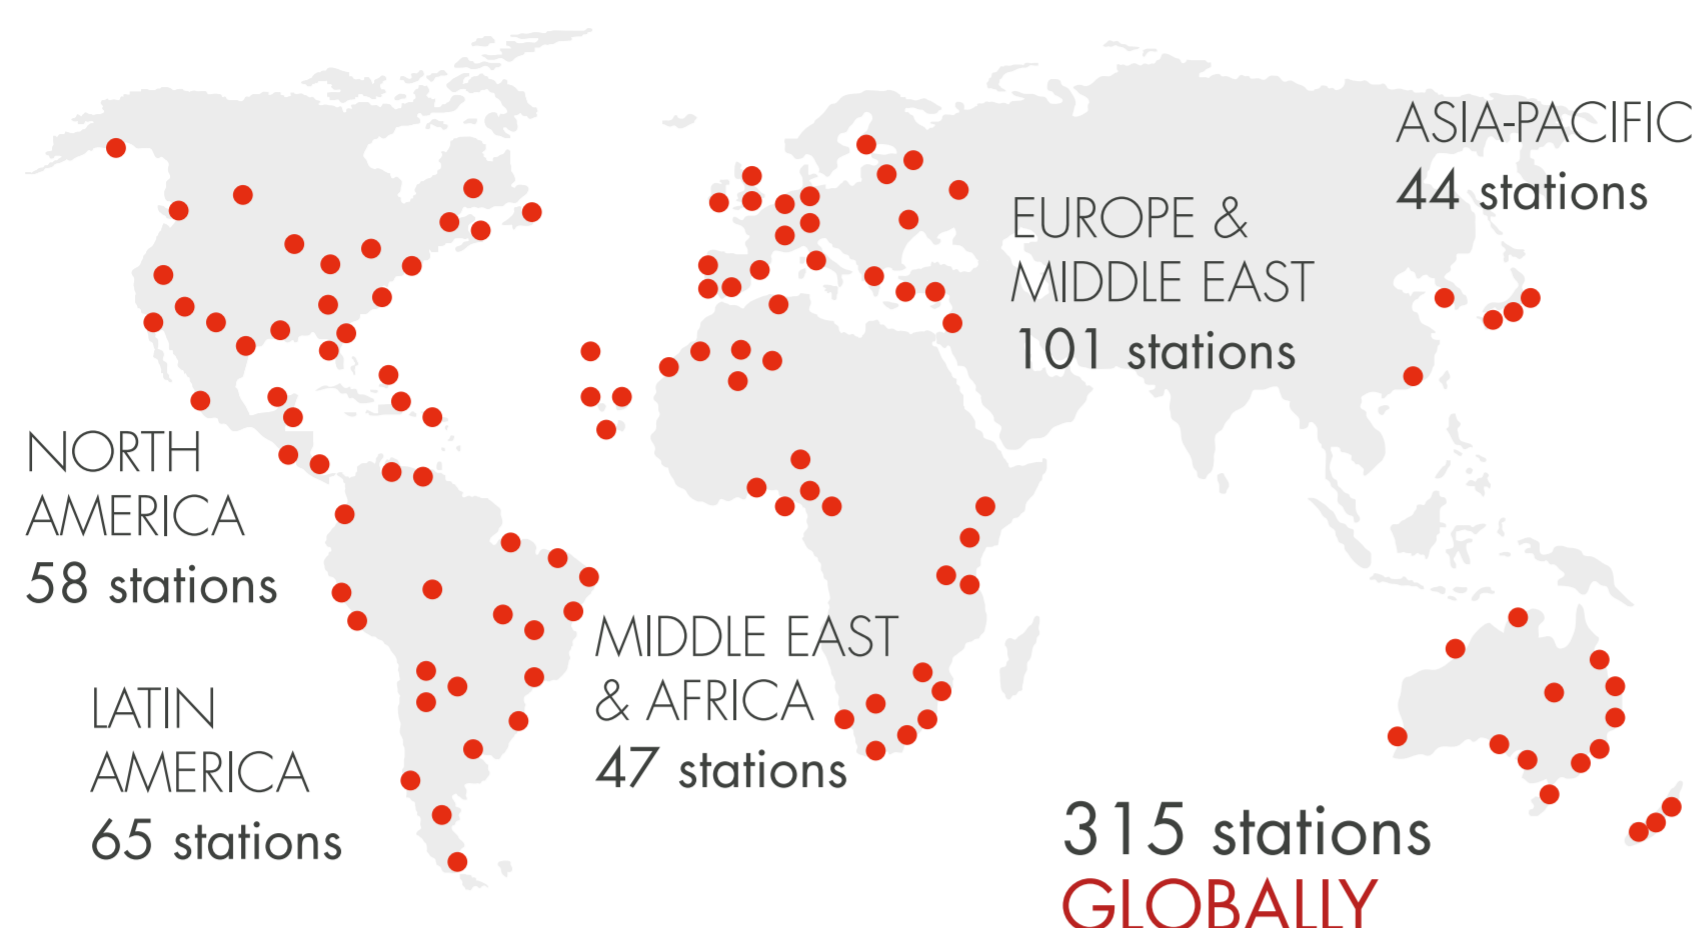 ASIA-PACIFIC
44 stations
EUROPE &
MIDDLE EAST
101 stations
NORTH
AMERICA
58 stations
MIDDLE EAST
& AFRICA
47 stations
LATIN
AMERICA
65 stations
315 stations
GLOBALLY